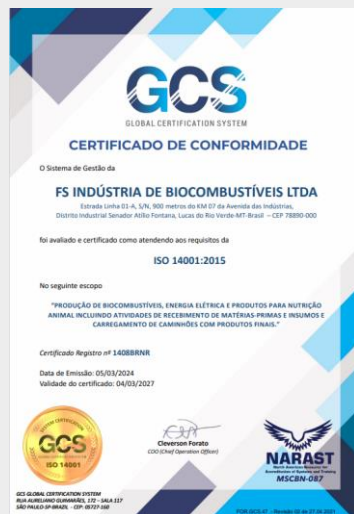 GCS
GLOBAL CERTIFICATION SYSTEM
CERTIFICADO DE CONFORMIDADE
O Sistema de Gestão da
FS INDÚSTRIA DE BIOCOMBUSTÍVEIS LTDA
Estrada Linha 01-A, S/N, 900 metros do KM 07 da Avenida das Indústrias,
Distrito Industrial Senador Atílio Fontana, Lucas do Rio Verde-MT-Brasil – CEP 78890-000
foi avaliado e certificado como atendendo aos requisitos da
ISO 14001:2015
No seguinte escopo
"PRODUÇÃO DE BIOCOMBUSTÍVEIS, ENERGIA ELÉTRICA E PRODUTOS PARA NUTRIÇÃO
ANIMAL INCLUINDO ATIVIDADES DE RECEBIMENTO DE MATÉRIAS-PRIMAS E INSUMOS E
CARREGAMENTO DE CAMINHÕES COM PRODUTOS FINAIS."
Certificado Registro nº 1408BRNR
Data de Emissão: 05/03/2024
Validade do certificado: 04/03/2027
GCS
ISO 14001
Cleverson Forato
COO (Chief Operation Officer)
NARAST
MSCBN-087
GCS GLOBAL CERTIFICATION SYSTEM
RUA AURELIANO GUIMARÃES, 172 – SALA 117
SÃO PAULO-SP-BRAZIL - CEP: 05727-160